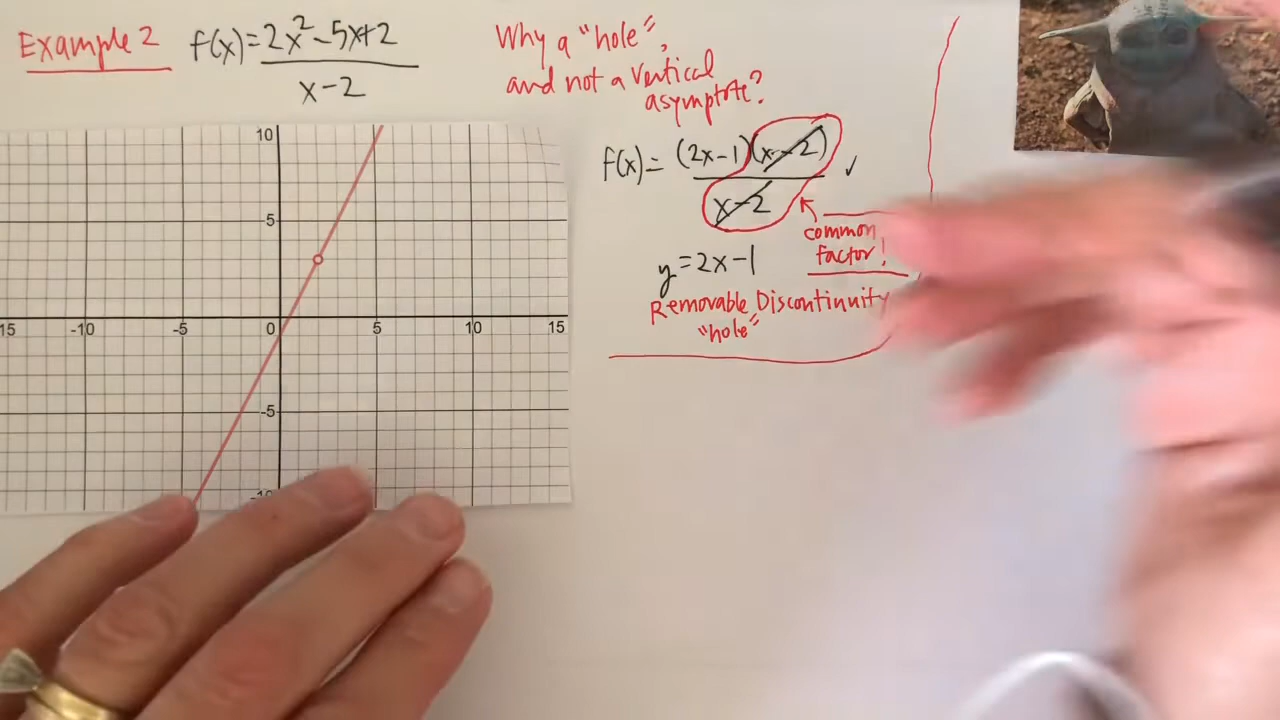 Example 2
f(x)=2x²-5x+2
x-2
Why a "hole",
and not a vertical
asymptote?
f(x)= (2x-1)(x-2) ✓
x-2
common
factor!
y=2x-1
Removable Discontinuity
"hole"
10
5
15 -10 -5 0 5 10 15
-5
-10